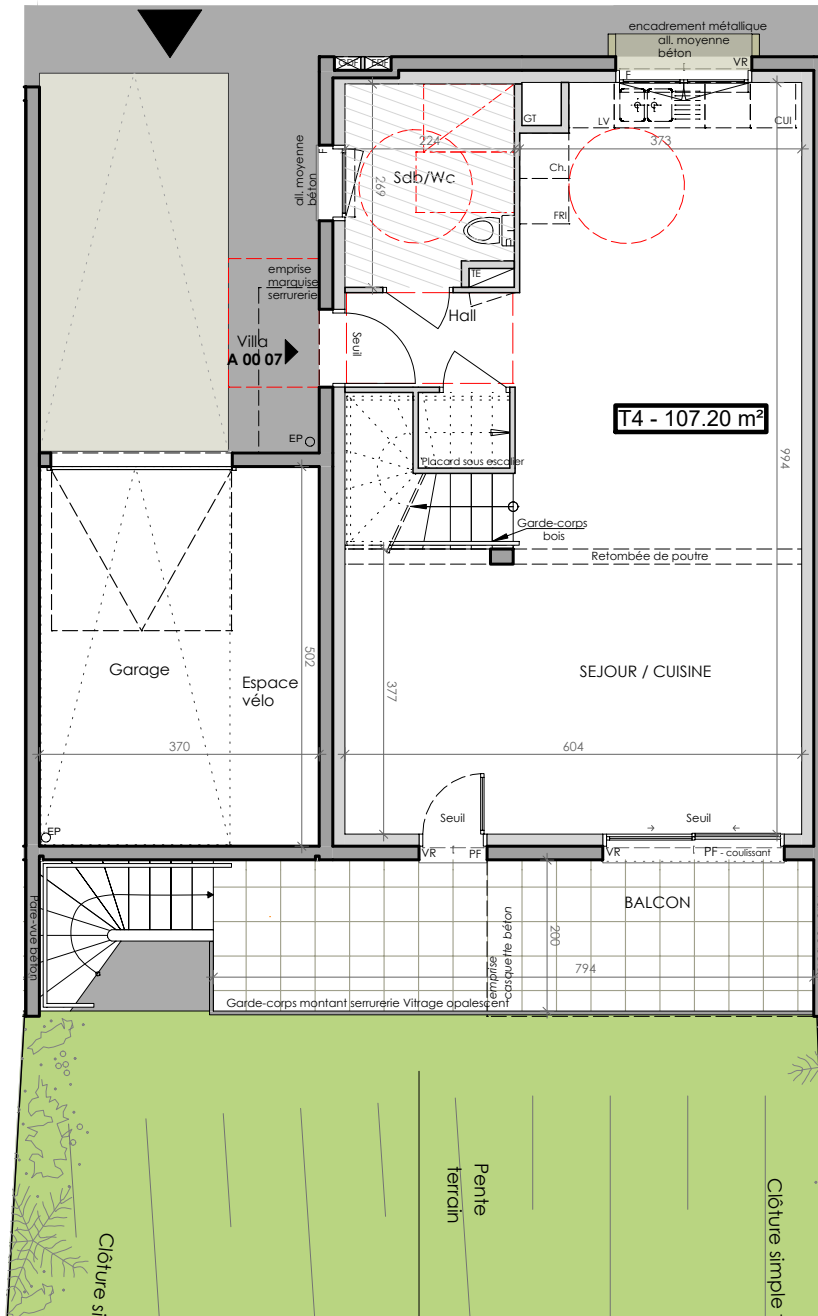 encadrement métallique
all. moyenne
béton
VR
F
GDF
EDF
GT
LV
CUI
224
373
Sdb/Wc
269
Ch.
FRI
all. moyenne
béton
F
TE
emprise
marquise
serrurerie
Hall
Seuil
Villa
A 00 07
EP
T4 - 107.20 m²
994
Placard sous escalier
Garde-corps
bois
Retombée de poutre
Garage
Espace
vélo
502
377
SEJOUR / CUISINE
370
604
EP
Seuil
Seuil
VR
PF
VR
PF - coulissant
Pare-vue béton
BALCON
200
794
emprise
casquette béton
Garde-corps montant serrurerie Vitrage opalescent
Pente
terrain
Clôture si
Clôture simple